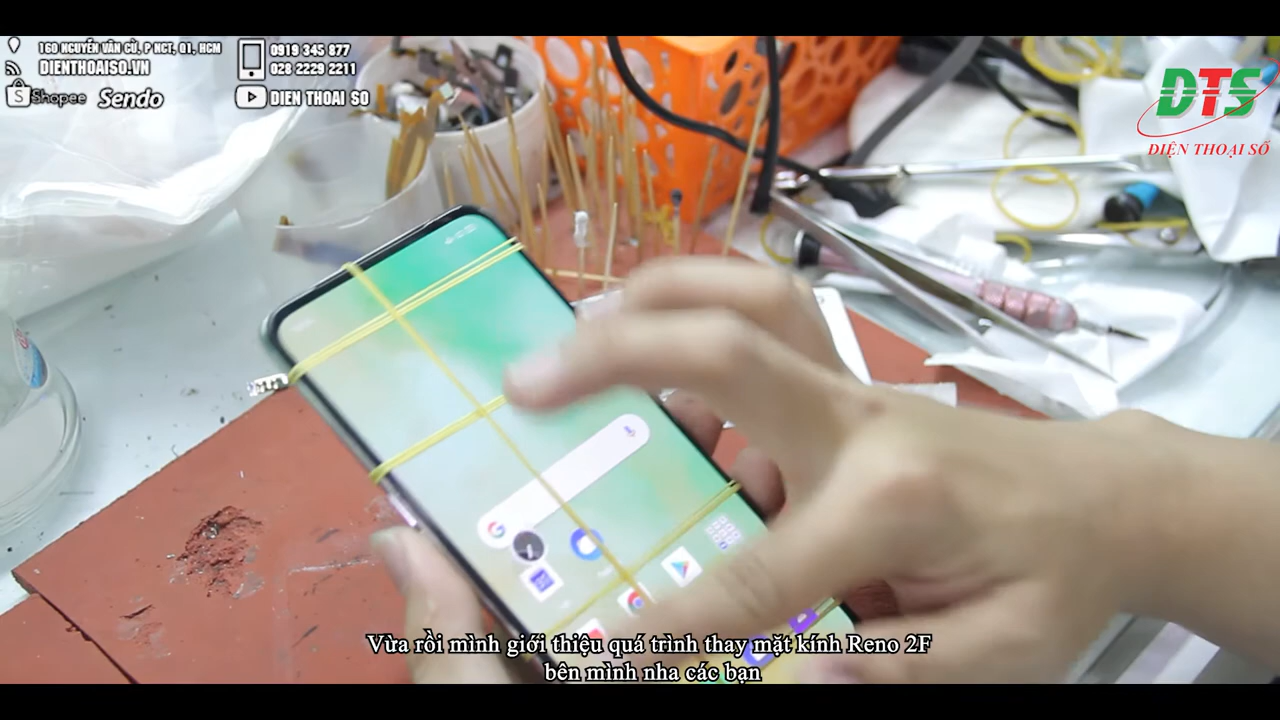 160 NGUYỄN VĂN CỪ, P NCT, Q1, HCM
DIENTHOAISO.VN
Shopee Sendo
0919 345 877
028 2229 2211
DIEN THOAI SO
DTS
ĐIỆN THOẠI SỐ
Vừa rồi mình giới thiệu quá trình thay mặt kính Reno 2F
bên mình nha các bạn